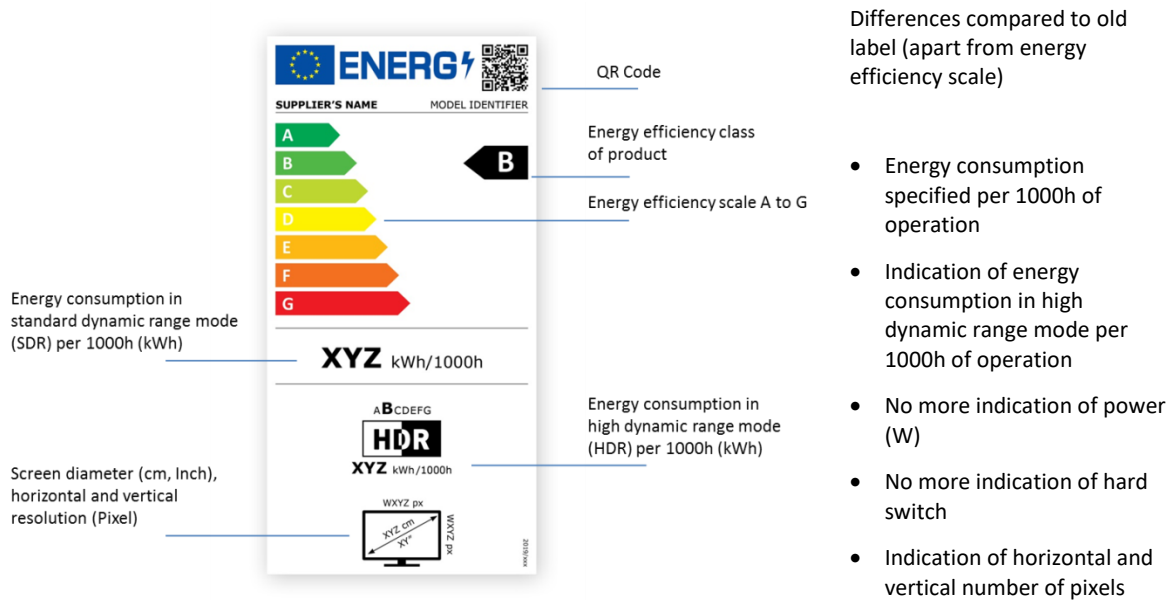 ENERG
SUPPLIER'S NAME MODEL IDENTIFIER
A
B
C
D
E
F
G
B
XYZ kWh/1000h
ABCDEFG
HDR
XYZ kWh/1000h
WXYZ px
XYZ cm
XY"
WXYZ px
2019/xxx
Energy consumption in
standard dynamic range mode
(SDR) per 1000h (kWh)
Screen diameter (cm, Inch),
horizontal and vertical
resolution (Pixel)
QR Code
Energy efficiency class
of product
Energy efficiency scale A to G
Energy consumption in
high dynamic range mode
(HDR) per 1000h (kWh)
Differences compared to old
label (apart from energy
efficiency scale)
• Energy consumption
specified per 1000h of
operation
• Indication of energy
consumption in high
dynamic range mode per
1000h of operation
• No more indication of power
(W)
• No more indication of hard
switch
• Indication of horizontal and
vertical number of pixels